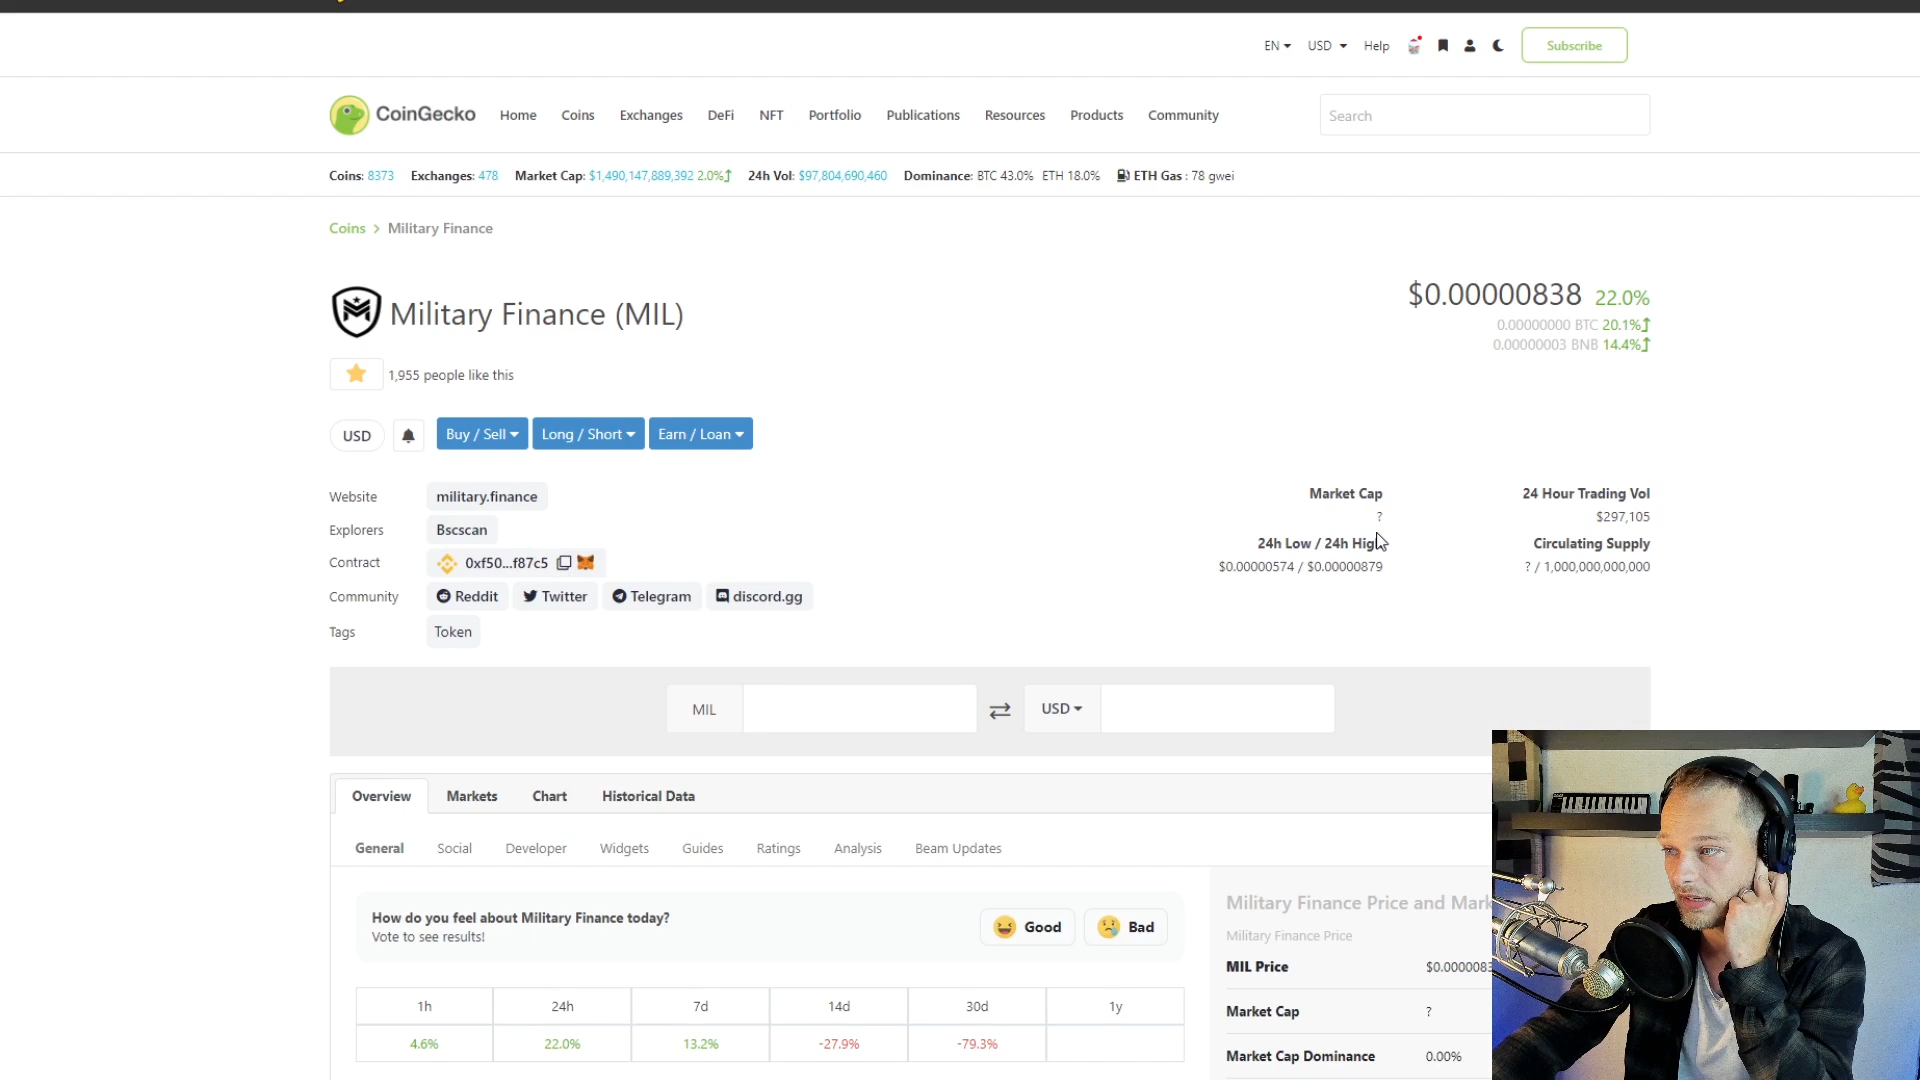 EN USD Help Subscribe
CoinGecko Home Coins Exchanges DeFi NFT Portfolio Publications Resources Products Community Search
Coins: 8373 Exchanges: 478 Market Cap: $1,490,147,889,392 2.0% 24h Vol: $97,804,690,460 Dominance: BTC 43.0% ETH 18.0% ETH Gas : 78 gwei
Coins > Military Finance
Military Finance (MIL)
$0.00000838 22.0%
0.00000000 BTC 20.1%
0.00000003 BNB 14.4%
1,955 people like this
USD Buy / Sell Long / Short Earn / Loan
Website military.finance
Explorers Bscscan
Contract 0xf50...f87c5
Community Reddit Twitter Telegram discord.gg
Tags Token
Market Cap 24 Hour Trading Vol
? $297,105
24h Low / 24h High Circulating Supply
$0.00000574 / $0.00000879 ? / 1,000,000,000,000
MIL USD
Overview Markets Chart Historical Data
General Social Developer Widgets Guides Ratings Analysis Beam Updates
How do you feel about Military Finance today?
Vote to see results!
Good Bad
1h 24h 7d 14d 30d 1y
4.6% 22.0% 13.2% -27.9% -79.3%
Military Finance Price and Mark
Military Finance Price
MIL Price $0.0000083
Market Cap ?
Market Cap Dominance 0.00%